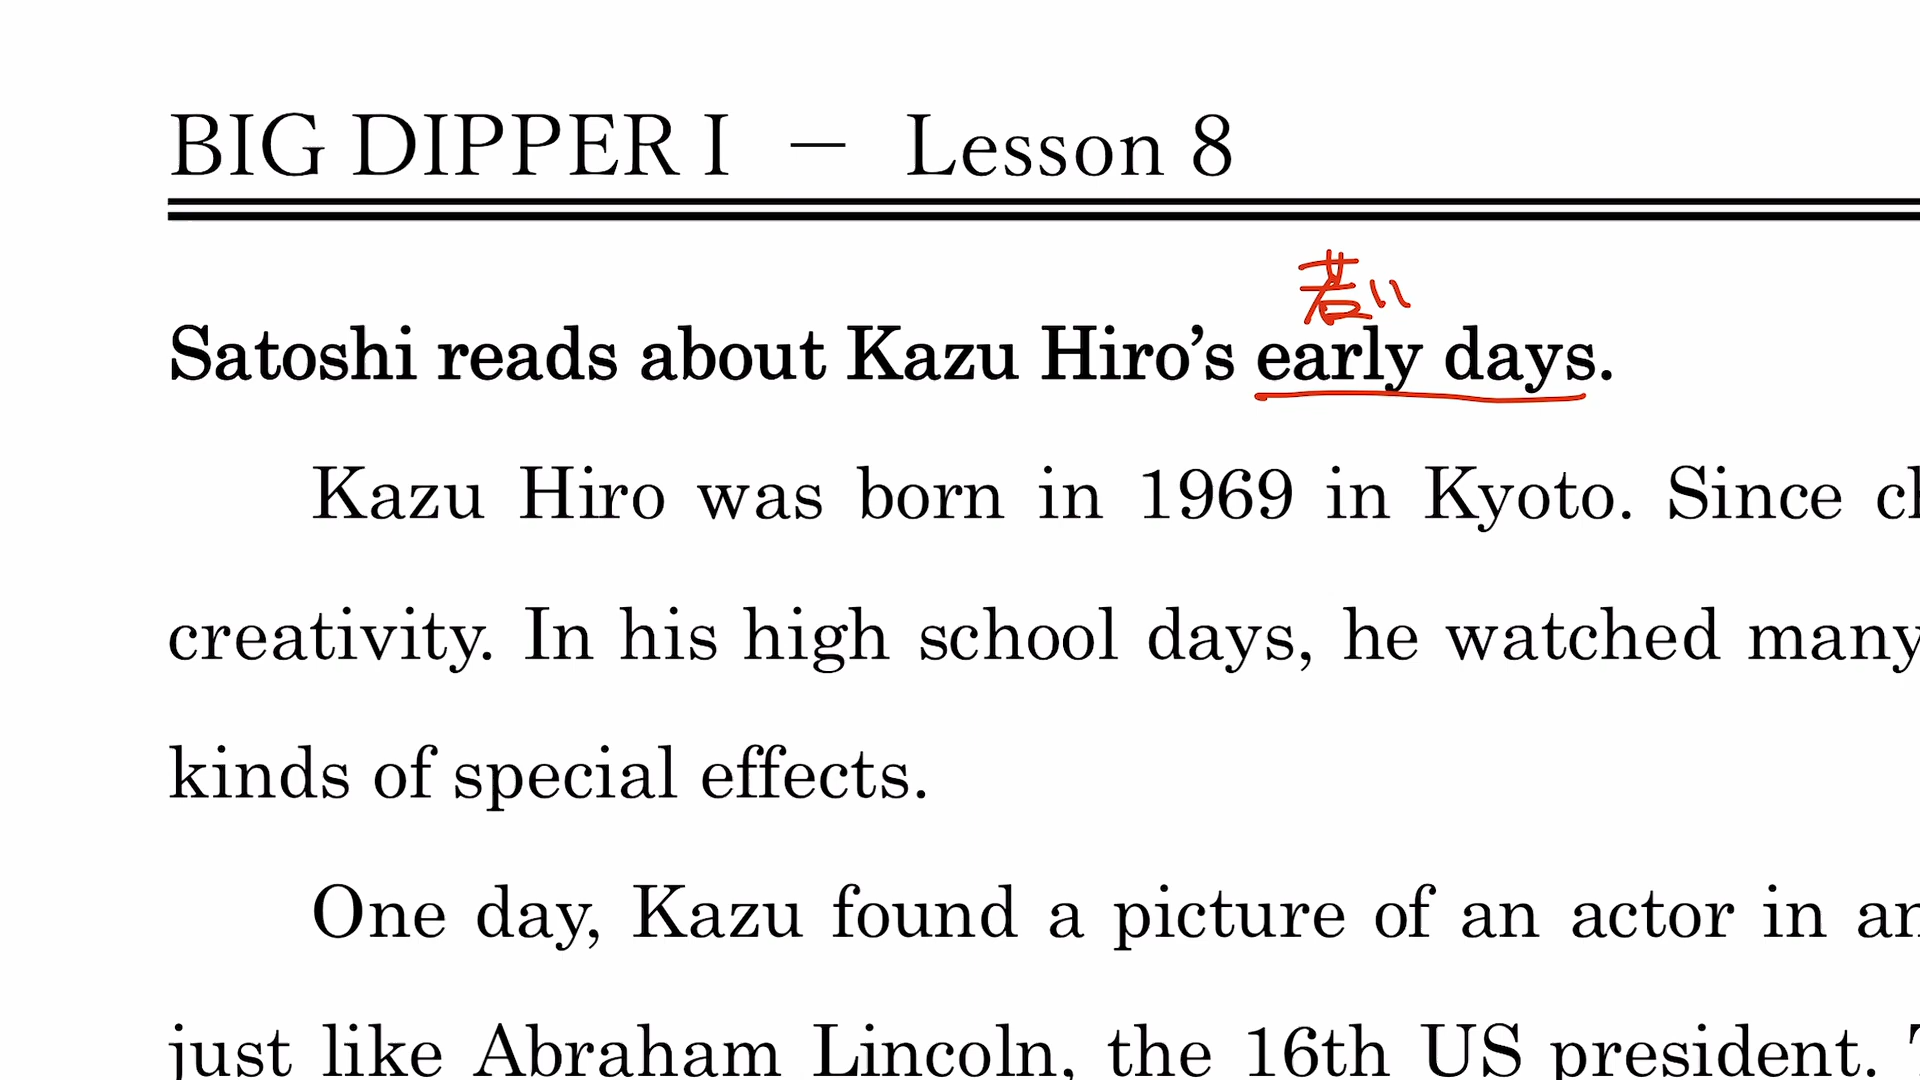 BIG DIPPER I － Lesson 8
若い
Satoshi reads about Kazu Hiro’s early days.
Kazu Hiro was born in 1969 in Kyoto. Since
creativity. In his high school days, he watched many
kinds of special effects.
One day, Kazu found a picture of an actor in
just like Abraham Lincoln, the 16th US president.